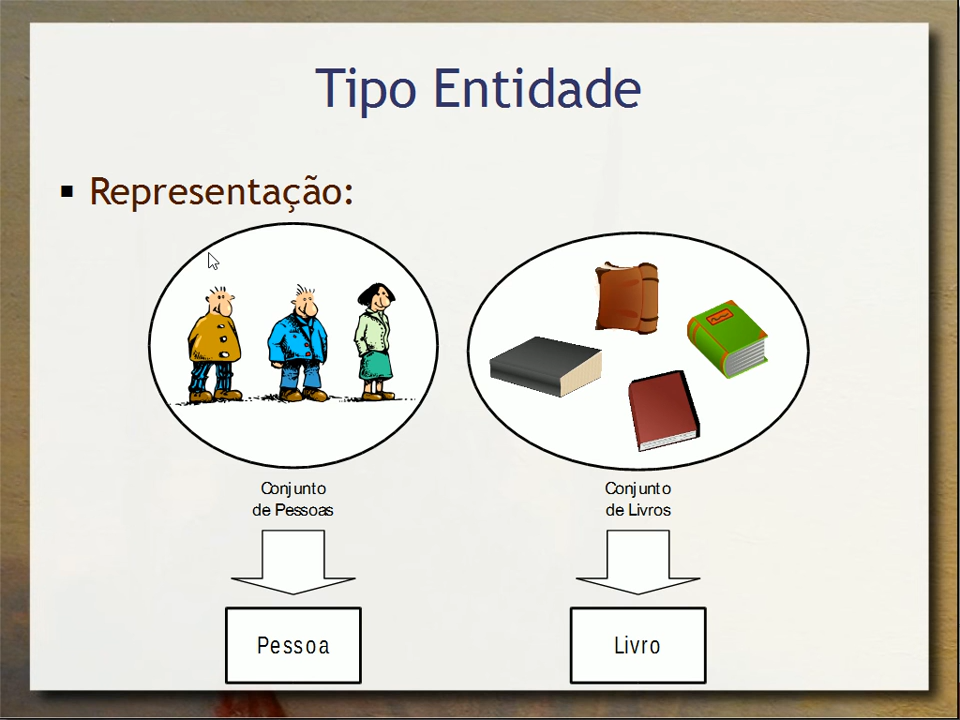 Tipo Entidade
▪ Representação:
Conjunto
de Pessoas
Conjunto
de Livros
Pessoa
Livro